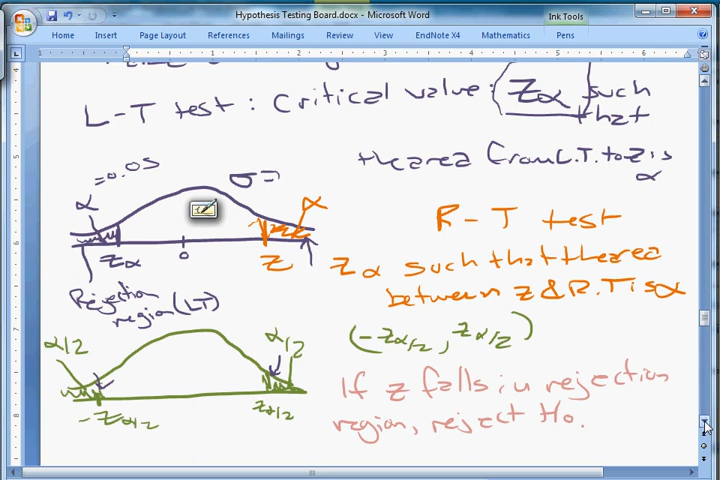 Hypothesis Testing Board.docx - Microsoft Word
Ink Tools
Home Insert Page Layout References Mailings Review View EndNote X4 Mathematics Pens
L-T test : Critical value: Zα such
that
the area from L.T. to Z is
α
=0.05
α
σ=
α
R-T test
Zα
0
Z
Zα such that the area
between Z & R.T is α
Rejection
region (LT)
α/2
α/2
(-Zα/2, Zα/2)
If Z falls in rejection
region, reject Ho.
-Zα/2
Zα/2